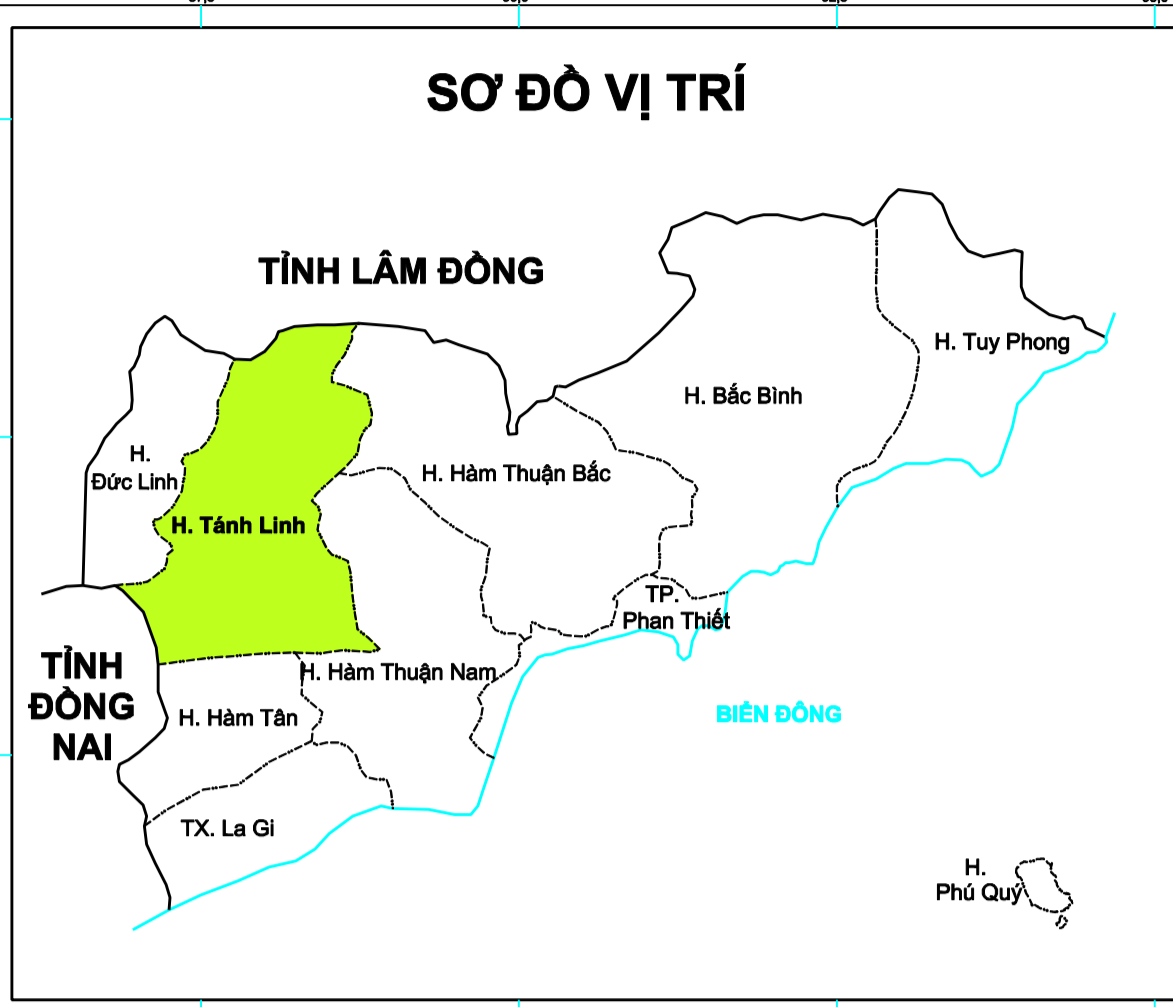 SƠ ĐỒ VỊ TRÍ
TỈNH LÂM ĐỒNG
H. Tuy Phong
H. Bắc Bình
H.
Đức Linh
H. Hàm Thuận Bắc
H. Tánh Linh
TP.
Phan Thiết
TỈNH
ĐỒNG
NAI
H. Hàm Thuận Nam
H. Hàm Tân
BIỂN ĐÔNG
TX. La Gi
H.
Phú Quý